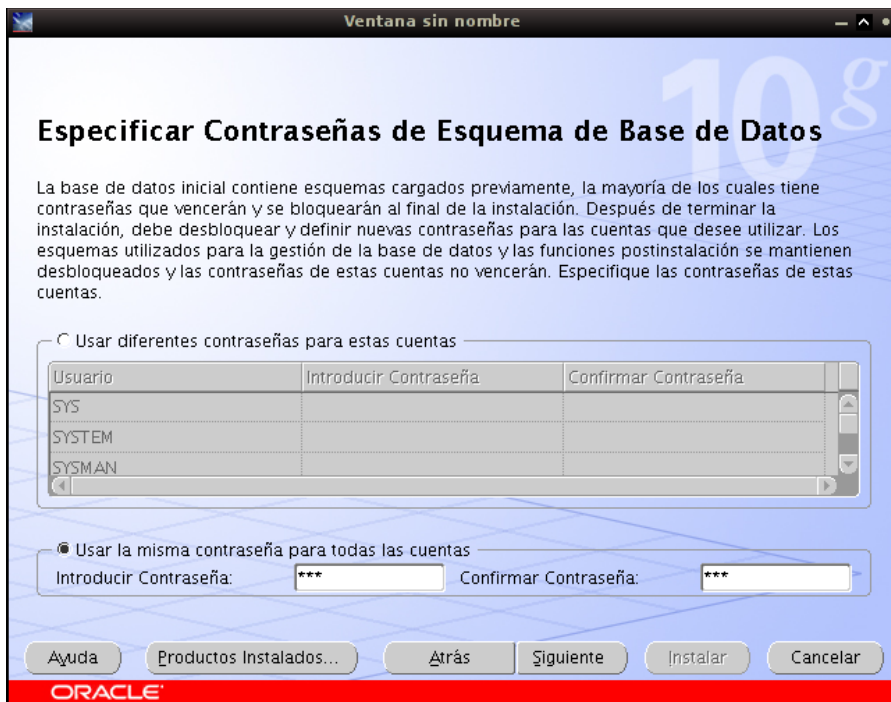 Ventana sin nombre
10g
Especificar Contraseñas de Esquema de Base de Datos
La base de datos inicial contiene esquemas cargados previamente, la mayoría de los cuales tiene
contraseñas que vencerán y se bloquearán al final de la instalación. Después de terminar la
instalación, debe desbloquear y definir nuevas contraseñas para las cuentas que desee utilizar. Los
esquemas utilizados para la gestión de la base de datos y las funciones postinstalación se mantienen
desbloqueados y las contraseñas de estas cuentas no vencerán. Especifique las contraseñas de estas
cuentas.
Usar diferentes contraseñas para estas cuentas
Usuario Introducir Contraseña Confirmar Contraseña
SYS
SYSTEM
SYSMAN
Usar la misma contraseña para todas las cuentas
Introducir Contraseña: *** Confirmar Contraseña: ***
Ayuda Productos Instalados... Atrás Siguiente Instalar Cancelar
ORACLE